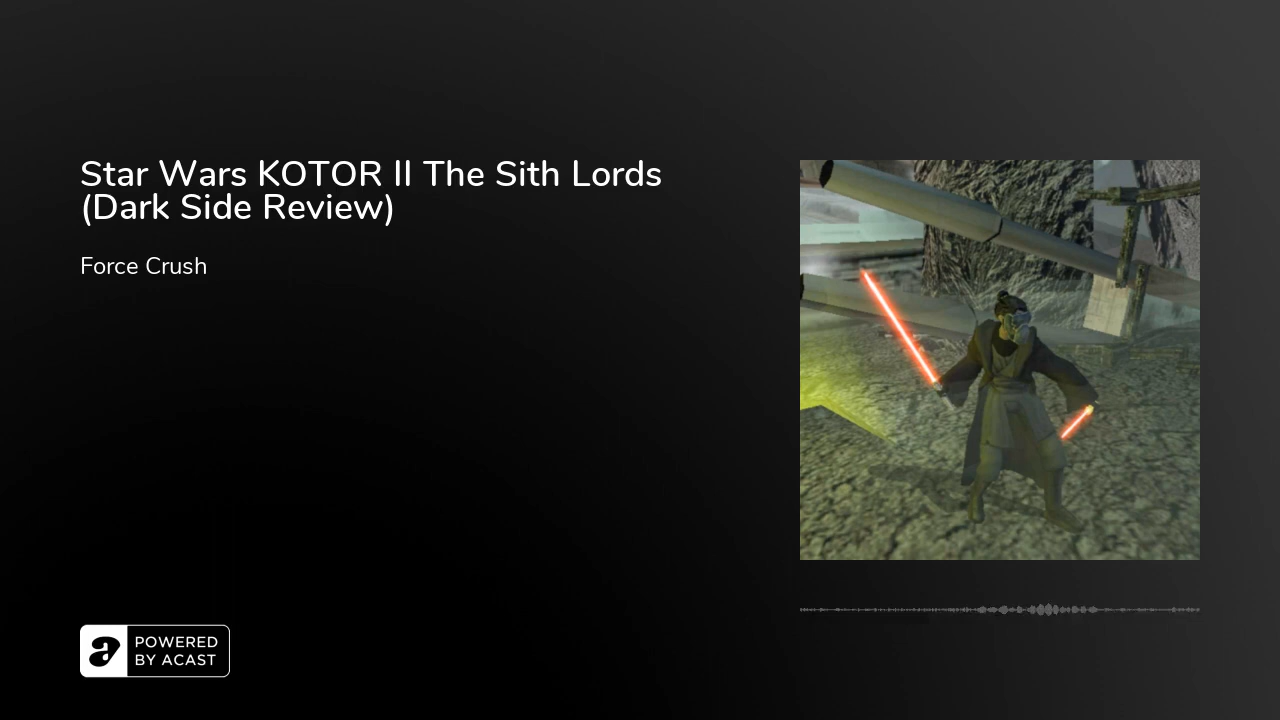 Star Wars KOTOR II The Sith Lords
(Dark Side Review)
Force Crush
POWERED
BY ACAST